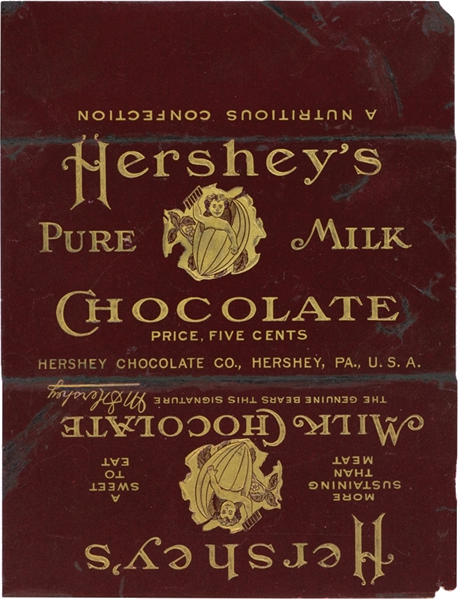 A NUTRITIOUS CONFECTION
Hershey's
PURE MILK
CHOCOLATE
PRICE, FIVE CENTS
HERSHEY CHOCOLATE CO., HERSHEY, PA., U.S.A.
Hershey's
A
SWEET
TO
EAT
MORE
SUSTAINING
THAN
MEAT
MILK CHOCOLATE
THE GENUINE BEARS THIS SIGNATURE
M S Hershey